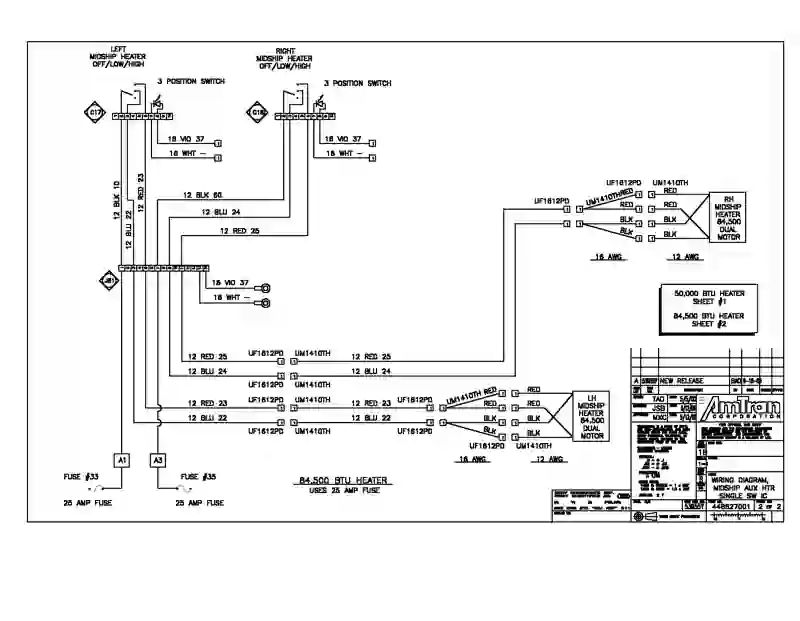 LEFT
MIDSHIP HEATER
OFF/LOW/HIGH
3 POSITION SWITCH
RIGHT
MIDSHIP HEATER
OFF/LOW/HIGH
3 POSITION SWITCH
C17
C18
18 VIO 37
18 WHT -
18 VIO 37
18 WHT -
12 BLK 10
12 BLU 22
12 RED 23
12 BLK 60
12 BLU 24
12 RED 25
J61
18 VIO 37
18 WHT -
UF1612PD
UF1612PD
UM1410TH
UM1410TH
RED
RED
RED
RED
BLK
BLK
BLK
BLK
RH
MIDSHIP
HEATER
84,500
DUAL
MOTOR
16 AWG
12 AWG
50,000 BTU HEATER
SHEET #1
84,500 BTU HEATER
SHEET #2
12 RED 25
UF1612PD
UM1410TH
12 RED 25
12 BLU 24
12 BLU 24
UF1612PD
UM1410TH
12 RED 23
UF1612PD
UM1410TH
12 RED 23
UF1612PD
12 BLU 22
12 BLU 22
UF1612PD
UM1410TH
UF1612PD
UM1410TH
RED
RED
RED
RED
BLK
BLK
BLK
BLK
UF1612PD
UM1410TH
LH
MIDSHIP
HEATER
84,500
DUAL
MOTOR
16 AWG
12 AWG
A1
A3
FUSE #33
25 AMP FUSE
FUSE #35
25 AMP FUSE
84,500 BTU HEATER
USES 25 AMP FUSE
A
NEW RELEASE
TAD
JSB
MXC
AmTran
CORPORATION
WIRING DIAGRAM,
MIDSHIP AUX HTR
SINGLE SW IC
448827001
2 OF 2